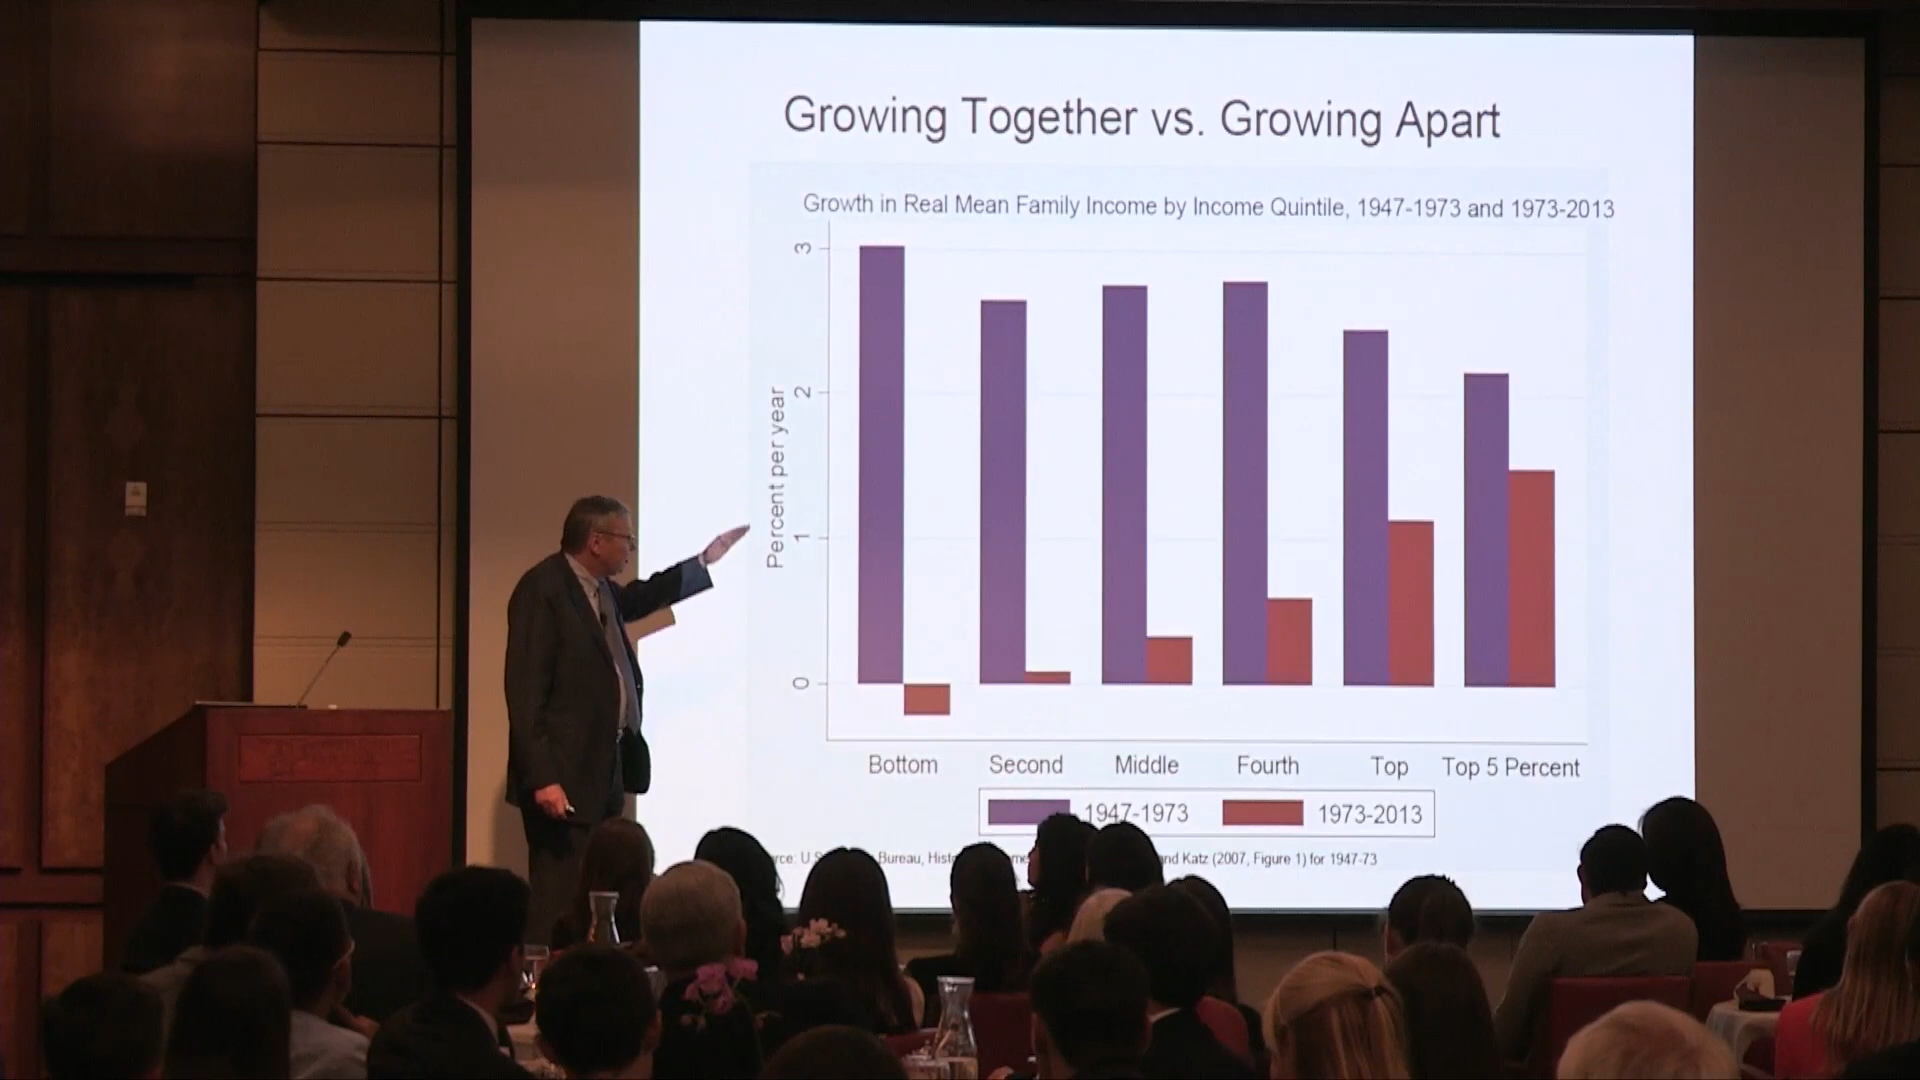 Growing Together vs. Growing Apart
Growth in Real Mean Family Income by Income Quintile, 1947-1973 and 1973-2013
Percent per year
3
2
1
0
Bottom Second Middle Fourth Top Top 5 Percent
1947-1973 1973-2013
Bureau, and Katz (2007, Figure 1) for 1947-73